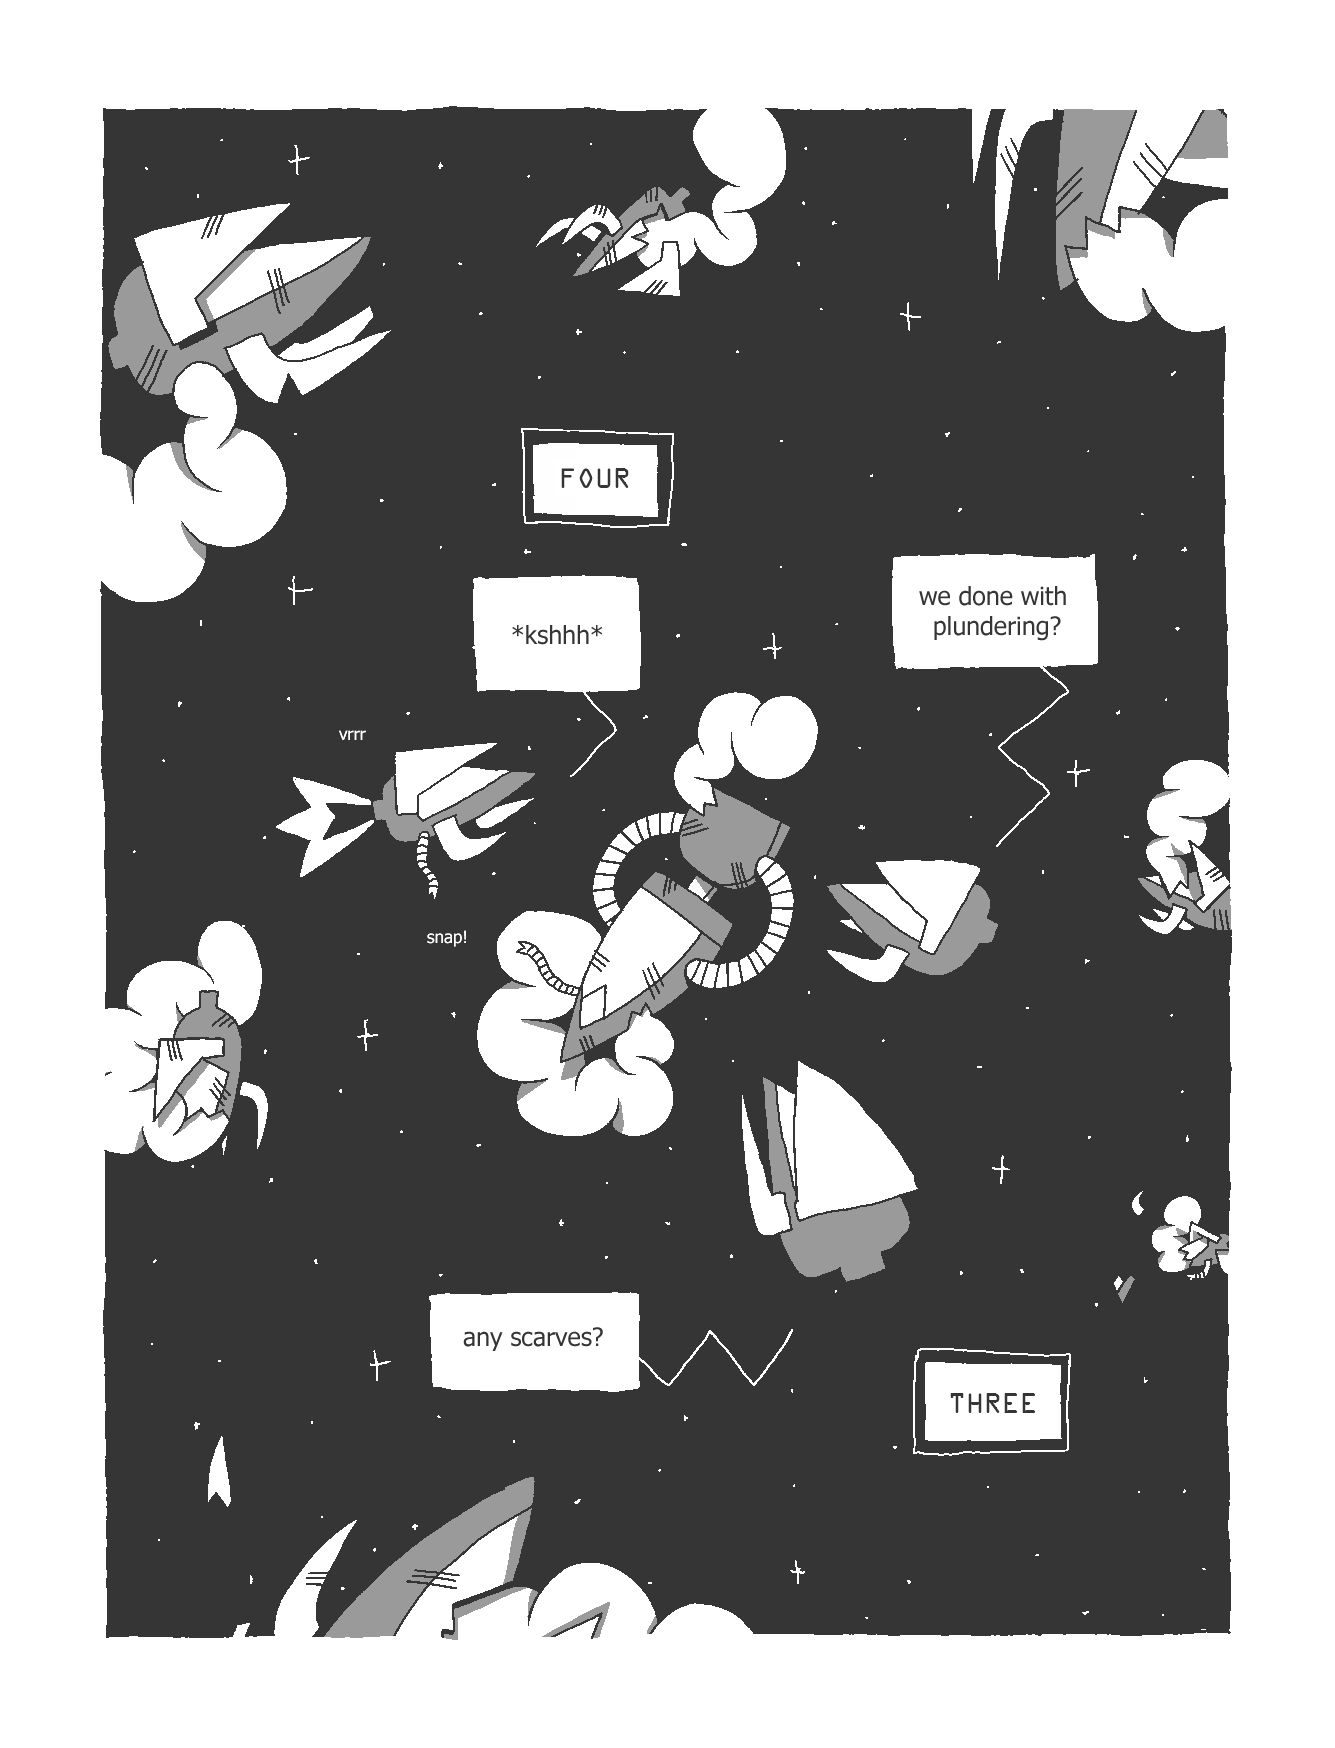 FOUR
*kshhh*
we done with
plundering?
vrrr
snap!
any scarves?
THREE